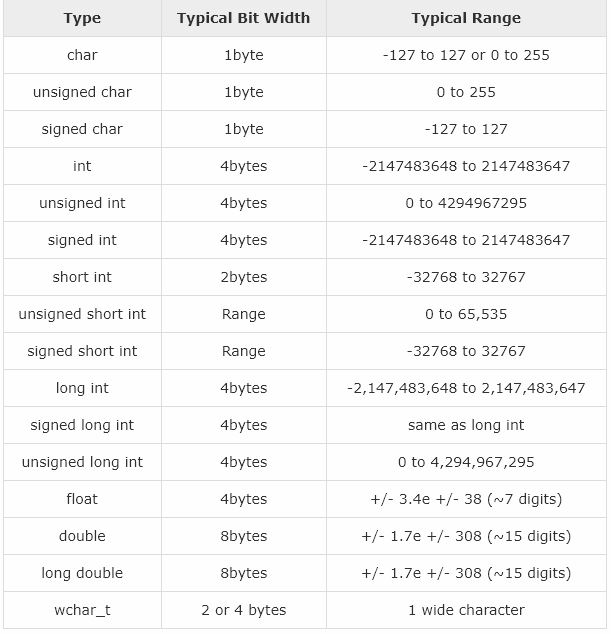 Type Typical Bit Width Typical Range
char 1byte -127 to 127 or 0 to 255
unsigned char 1byte 0 to 255
signed char 1byte -127 to 127
int 4bytes -2147483648 to 2147483647
unsigned int 4bytes 0 to 4294967295
signed int 4bytes -2147483648 to 2147483647
short int 2bytes -32768 to 32767
unsigned short int Range 0 to 65,535
signed short int Range -32768 to 32767
long int 4bytes -2,147,483,648 to 2,147,483,647
signed long int 4bytes same as long int
unsigned long int 4bytes 0 to 4,294,967,295
float 4bytes +/- 3.4e +/- 38 (~7 digits)
double 8bytes +/- 1.7e +/- 308 (~15 digits)
long double 8bytes +/- 1.7e +/- 308 (~15 digits)
wchar_t 2 or 4 bytes 1 wide character